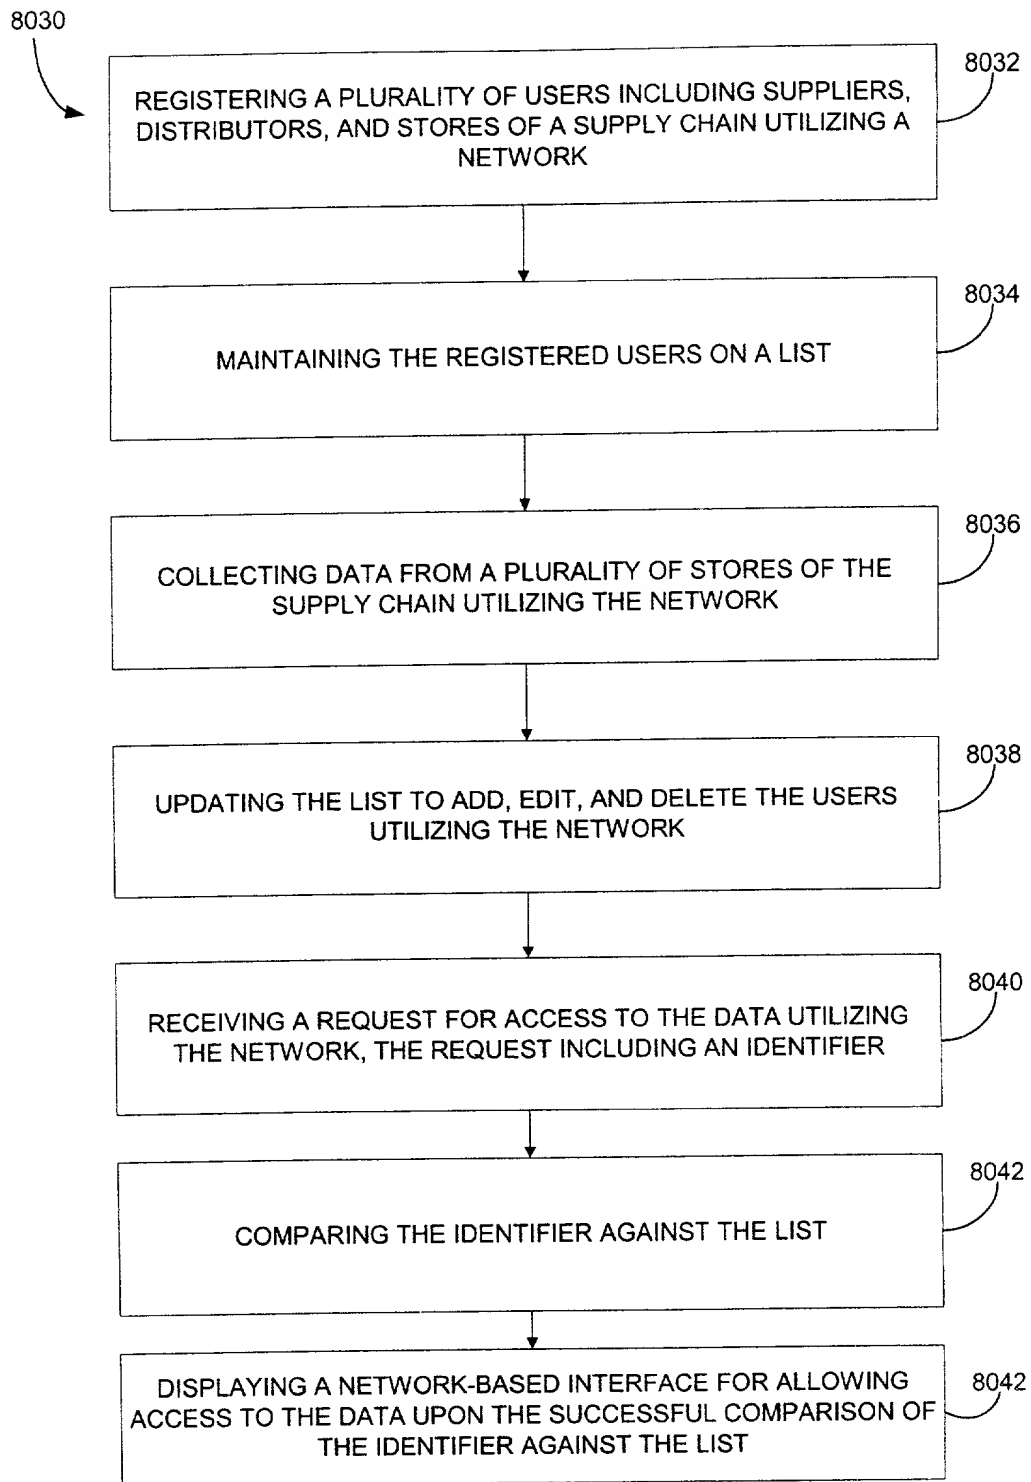 8030
8032
REGISTERING A PLURALITY OF USERS INCLUDING SUPPLIERS,
DISTRIBUTORS, AND STORES OF A SUPPLY CHAIN UTILIZING A
NETWORK
8034
MAINTAINING THE REGISTERED USERS ON A LIST
8036
COLLECTING DATA FROM A PLURALITY OF STORES OF THE
SUPPLY CHAIN UTILIZING THE NETWORK
8038
UPDATING THE LIST TO ADD, EDIT, AND DELETE THE USERS
UTILIZING THE NETWORK
8040
RECEIVING A REQUEST FOR ACCESS TO THE DATA UTILIZING
THE NETWORK, THE REQUEST INCLUDING AN IDENTIFIER
8042
COMPARING THE IDENTIFIER AGAINST THE LIST
8042
DISPLAYING A NETWORK-BASED INTERFACE FOR ALLOWING
ACCESS TO THE DATA UPON THE SUCCESSFUL COMPARISON OF
THE IDENTIFIER AGAINST THE LIST